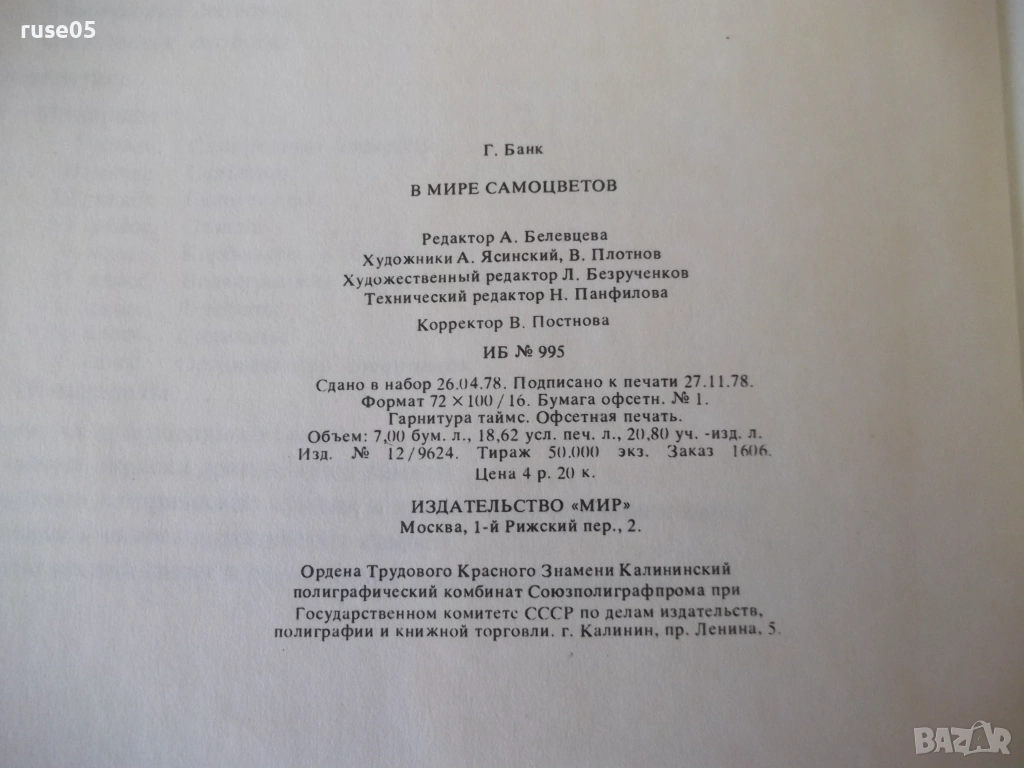 ruse05
Г. Банк
В МИРЕ САМОЦВЕТОВ
Редактор А. Белевцева
Художники А. Ясинский, В. Плотнов
Художественный редактор Л. Безрученков
Технический редактор Н. Панфилова
Корректор В. Постнова
ИБ № 995
Сдано в набор 26.04.78. Подписано к печати 27.11.78.
Формат 72 × 100/16. Бумага офсетн. № 1.
Гарнитура таймс. Офсетная печать.
Объем: 7,00 бум. л., 18,62 усл. печ. л., 20,80 уч. -изд. л.
Изд. № 12/9624. Тираж 50.000 экз. Заказ 1606.
Цена 4 р. 20 к.
ИЗДАТЕЛЬСТВО «МИР»
Москва, 1-й Рижский пер., 2.
Ордена Трудового Красного Знамени Калининский
полиграфический комбинат Союзполиграфпрома при
Государственном комитете СССР по делам издательств,
полиграфии и книжной торговли. г. Калинин, пр. Ленина, 5.
BAZAR